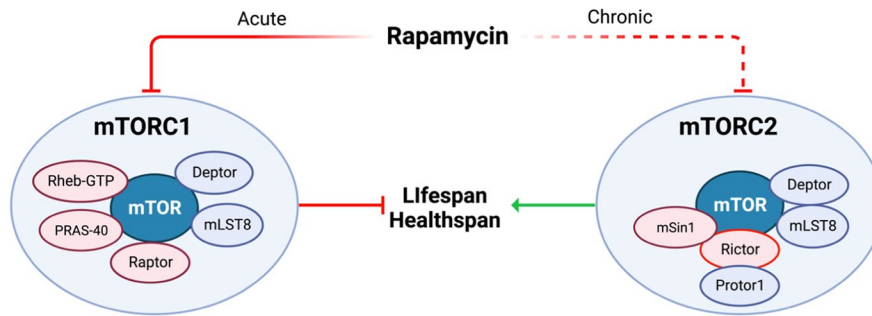 Acute
Rapamycin
Chronic
mTORC1
Rheb-GTP
Deptor
mTOR
PRAS-40
mLST8
Raptor
LIfespan
Healthspan
mTORC2
Deptor
mTOR
mSin1
mLST8
Rictor
Protor1